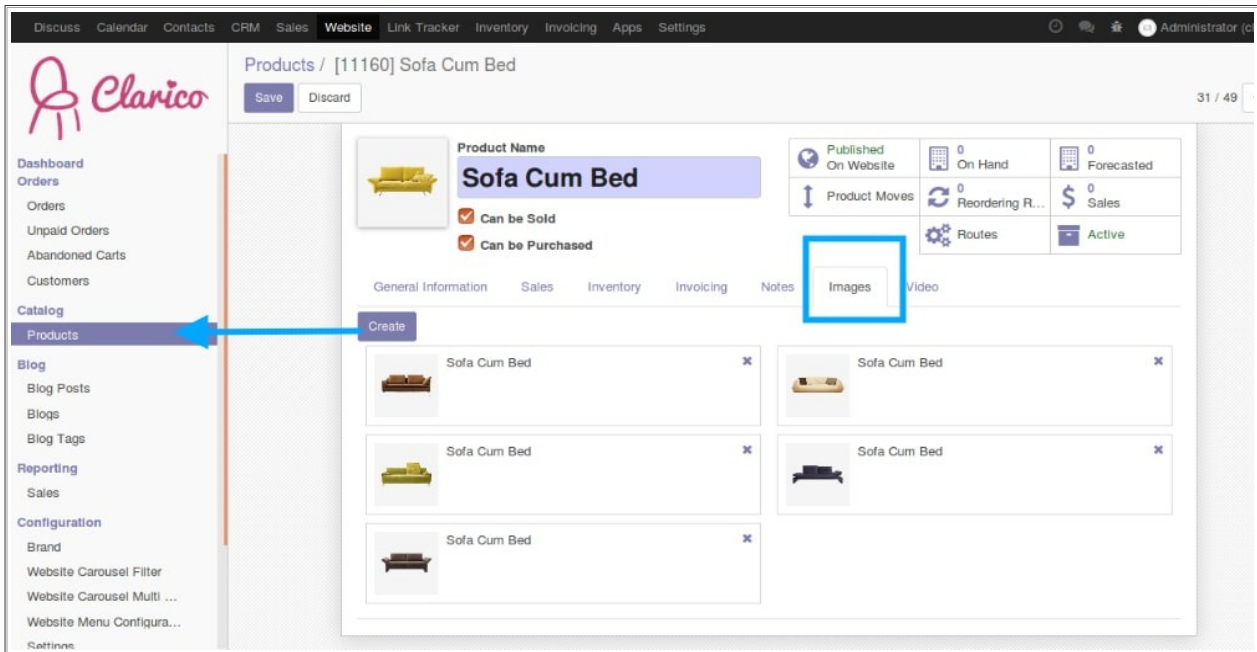 Discuss Calendar Contacts CRM Sales Website Link Tracker Inventory Invoicing Apps Settings Administrator
Clarico
Products / [11160] Sofa Cum Bed
Save Discard
31 / 49
Dashboard
Orders
Orders
Unpaid Orders
Abandoned Carts
Customers
Catalog
Products
Blog
Blog Posts
Blogs
Blog Tags
Reporting
Sales
Configuration
Brand
Website Carousel Filter
Website Carousel Multi ...
Website Menu Configura...
Settings
Product Name
Sofa Cum Bed
Can be Sold
Can be Purchased
Published
On Website
0
On Hand
0
Forecasted
Product Moves
0
Reordering R...
0
Sales
Routes
Active
General Information Sales Inventory Invoicing Notes Images Video
Create
Sofa Cum Bed
Sofa Cum Bed
Sofa Cum Bed
Sofa Cum Bed
Sofa Cum Bed